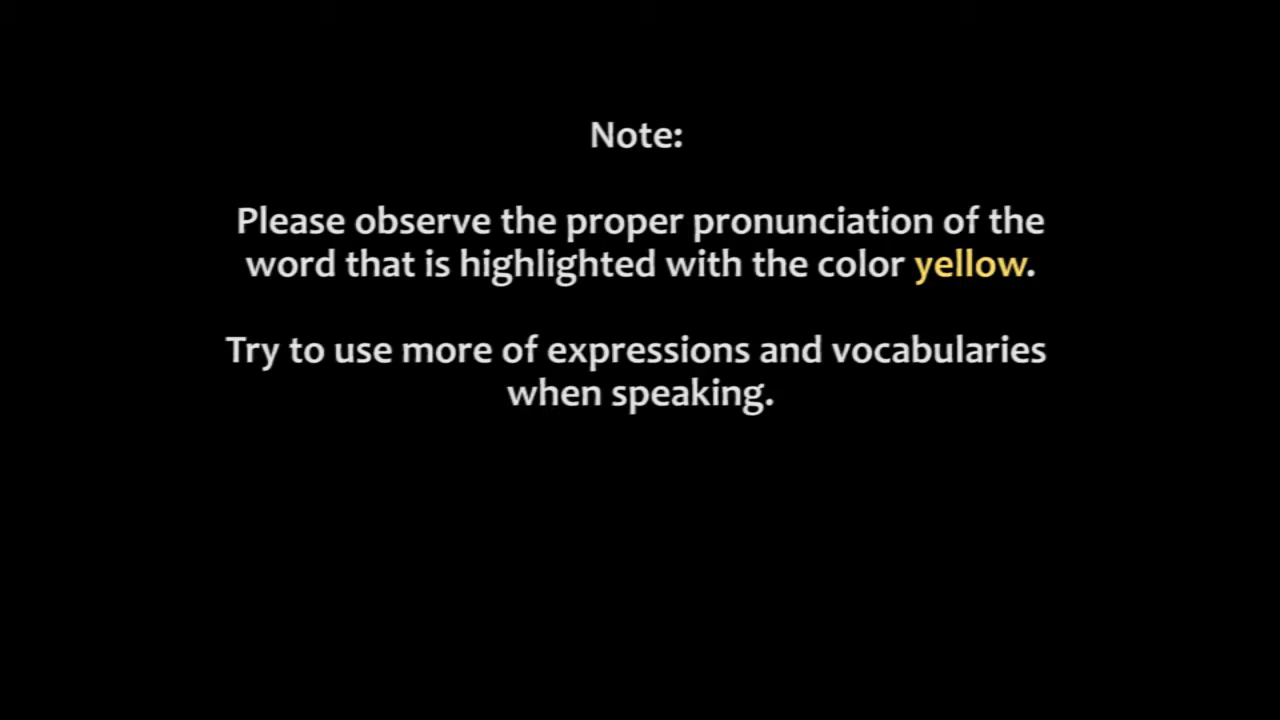 Note:
Please observe the proper pronunciation of the
word that is highlighted with the color yellow.
Try to use more of expressions and vocabularies
when speaking.